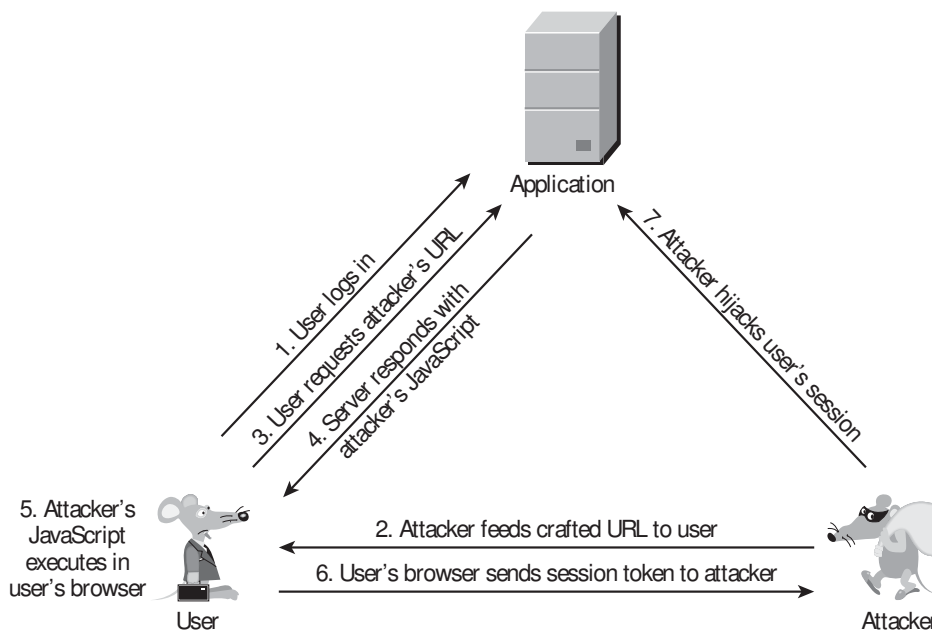 Application
1. User logs in
3. User requests attacker's URL
4. Server responds with
attacker's JavaScript
7. Attacker hijacks user's session
5. Attacker's
JavaScript
executes in
user's browser
2. Attacker feeds crafted URL to user
6. User's browser sends session token to attacker
User
Attacker